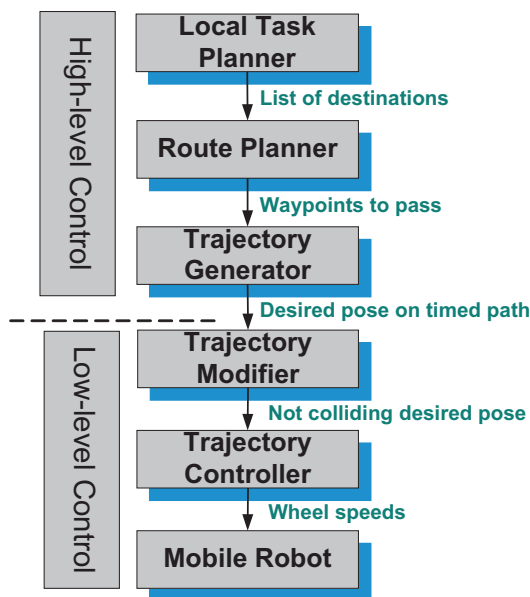 High-level Control
Local Task
Planner
List of destinations
Route Planner
Waypoints to pass
Trajectory
Generator
Desired pose on timed path
Low-level Control
Trajectory
Modifier
Not colliding desired pose
Trajectory
Controller
Wheel speeds
Mobile Robot